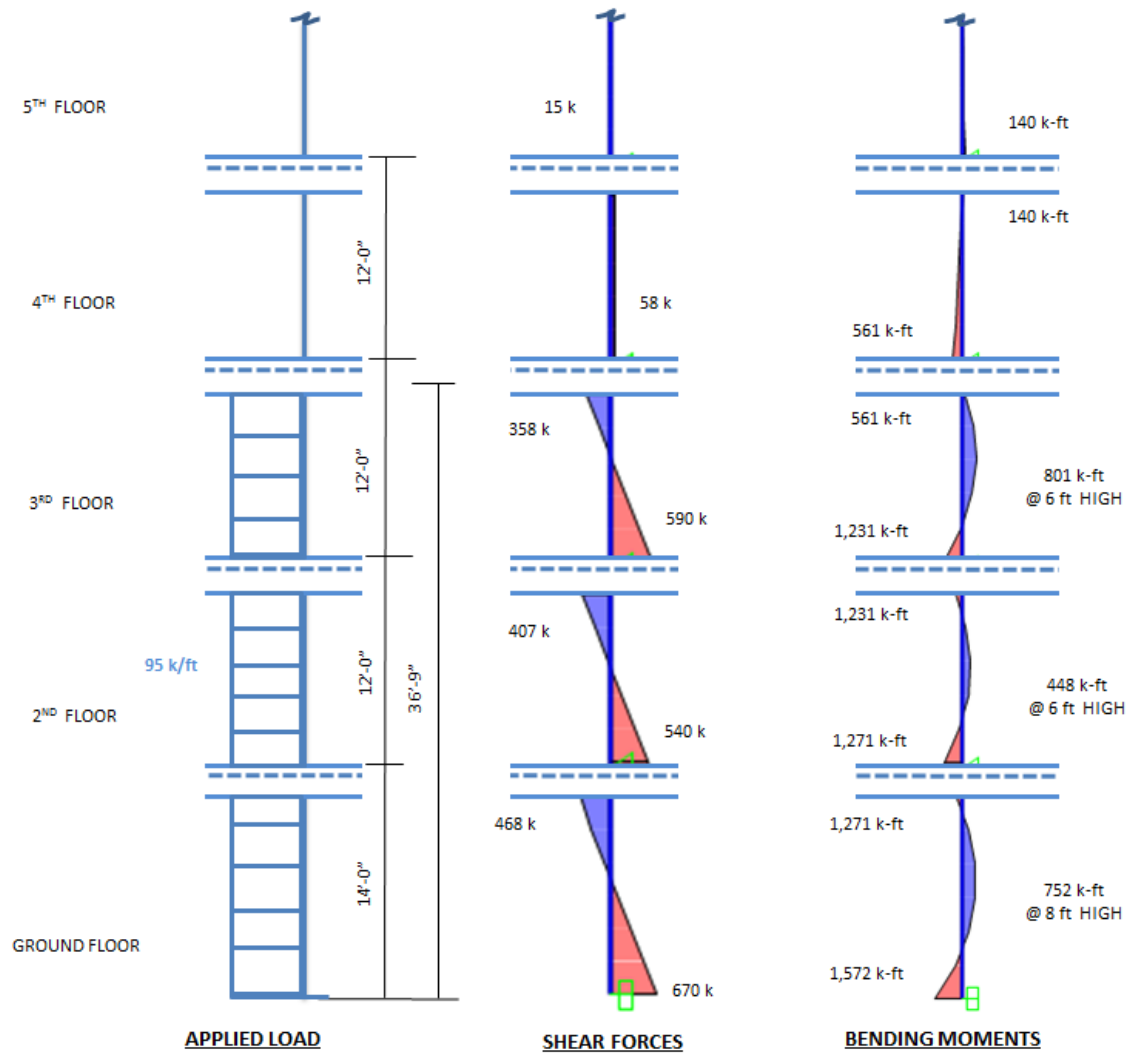 5TH FLOOR
15 k
140 k-ft
140 k-ft
12'-0"
4TH FLOOR
58 k
561 k-ft
358 k
561 k-ft
12'-0"
3RD FLOOR
590 k
801 k-ft
@ 6 ft HIGH
1,231 k-ft
407 k
1,231 k-ft
95 k/ft
12'-0"
36'-9"
2ND FLOOR
540 k
448 k-ft
@ 6 ft HIGH
1,271 k-ft
468 k
1,271 k-ft
14'-0"
752 k-ft
@ 8 ft HIGH
GROUND FLOOR
670 k
1,572 k-ft
APPLIED LOAD
SHEAR FORCES
BENDING MOMENTS